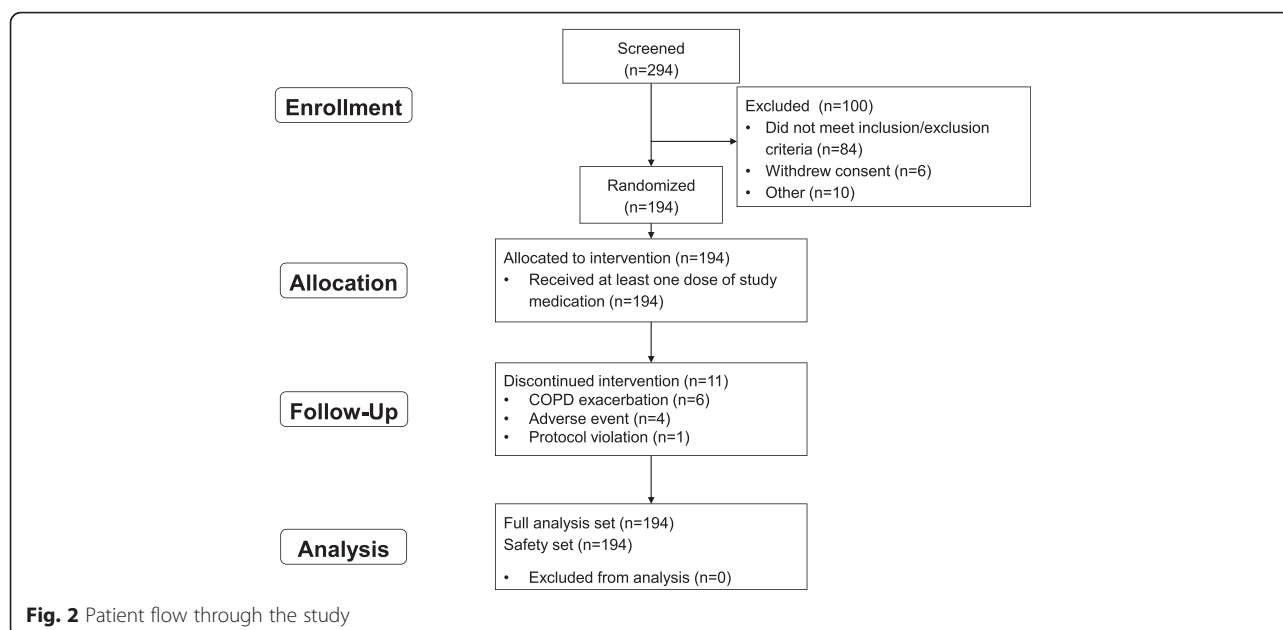 Screened
(n=294)
Enrollment
Excluded (n=100)
• Did not meet inclusion/exclusion
criteria (n=84)
• Withdrew consent (n=6)
• Other (n=10)
Randomized
(n=194)
Allocation
Allocated to intervention (n=194)
• Received at least one dose of study
medication (n=194)
Follow-Up
Discontinued intervention (n=11)
• COPD exacerbation (n=6)
• Adverse event (n=4)
• Protocol violation (n=1)
Analysis
Full analysis set (n=194)
Safety set (n=194)
• Excluded from analysis (n=0)
Fig. 2 Patient flow through the study